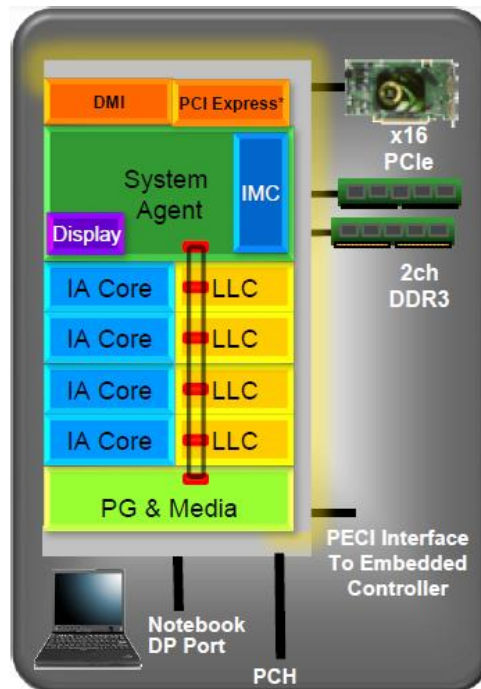 DMI
PCI Express*
x16
PCIe
System
Agent
IMC
Display
2ch
DDR3
IA Core
LLC
IA Core
LLC
IA Core
LLC
IA Core
LLC
PG & Media
PECI Interface
To Embedded
Controller
Notebook
DP Port
PCH